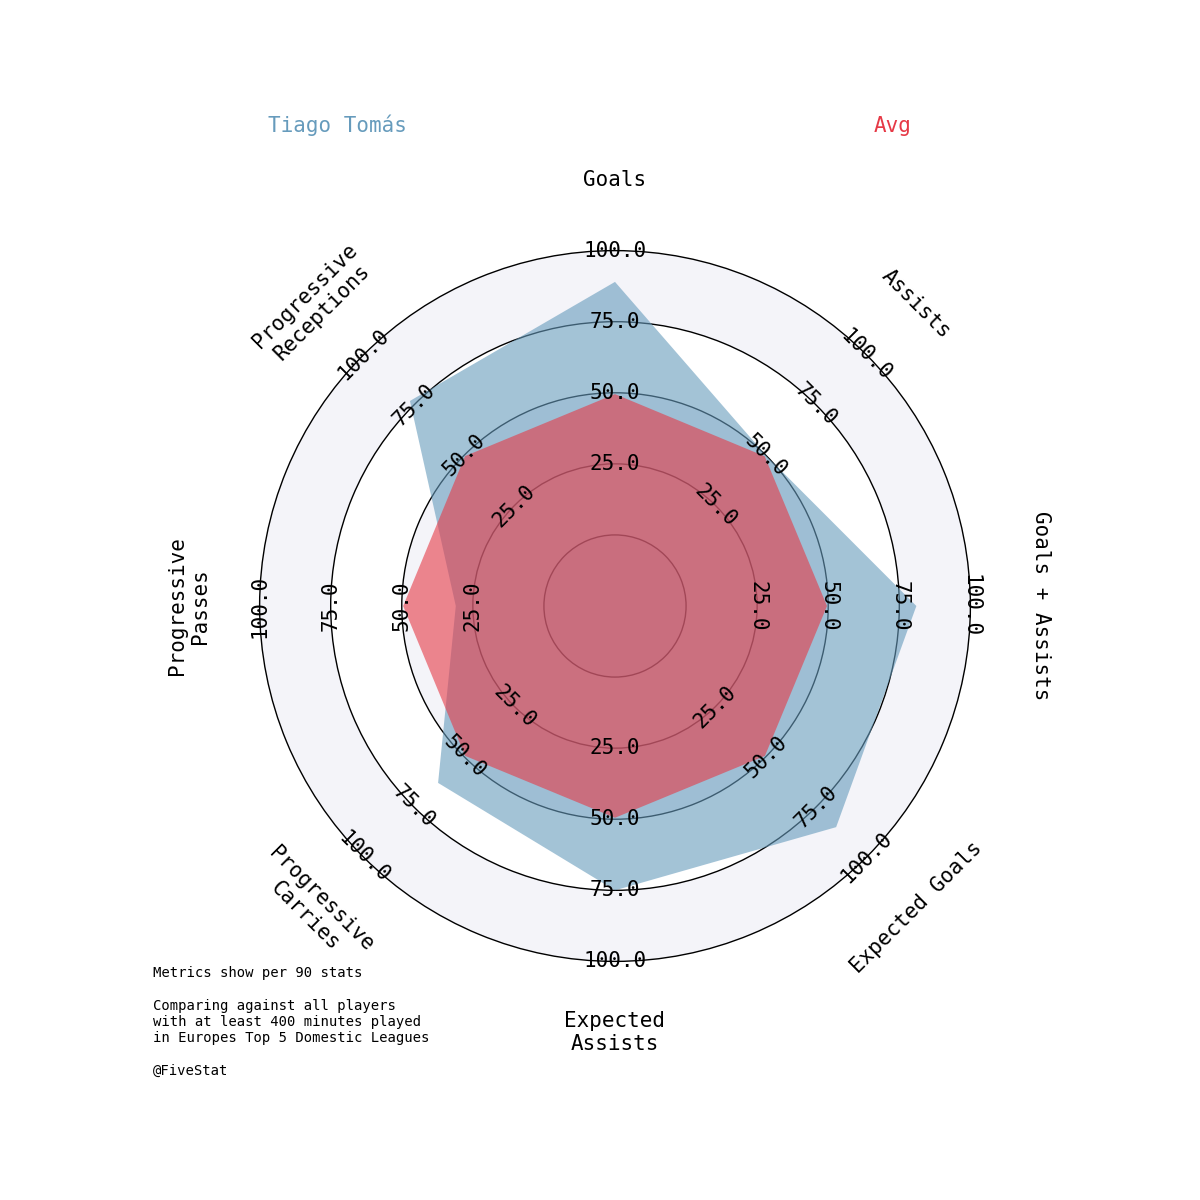 Tiago Tomás
Avg
Goals
Assists
Goals + Assists
Expected Goals
Expected
Assists
Progressive
Carries
Progressive
Passes
Progressive
Receptions
25.0
50.0
75.0
100.0
25.0
50.0
75.0
100.0
25.0
50.0
75.0
100.0
25.0
50.0
75.0
100.0
25.0
50.0
75.0
100.0
25.0
50.0
75.0
100.0
25.0
50.0
75.0
100.0
25.0
50.0
75.0
100.0
Metrics show per 90 stats
Comparing against all players
with at least 400 minutes played
in Europes Top 5 Domestic Leagues
@FiveStat